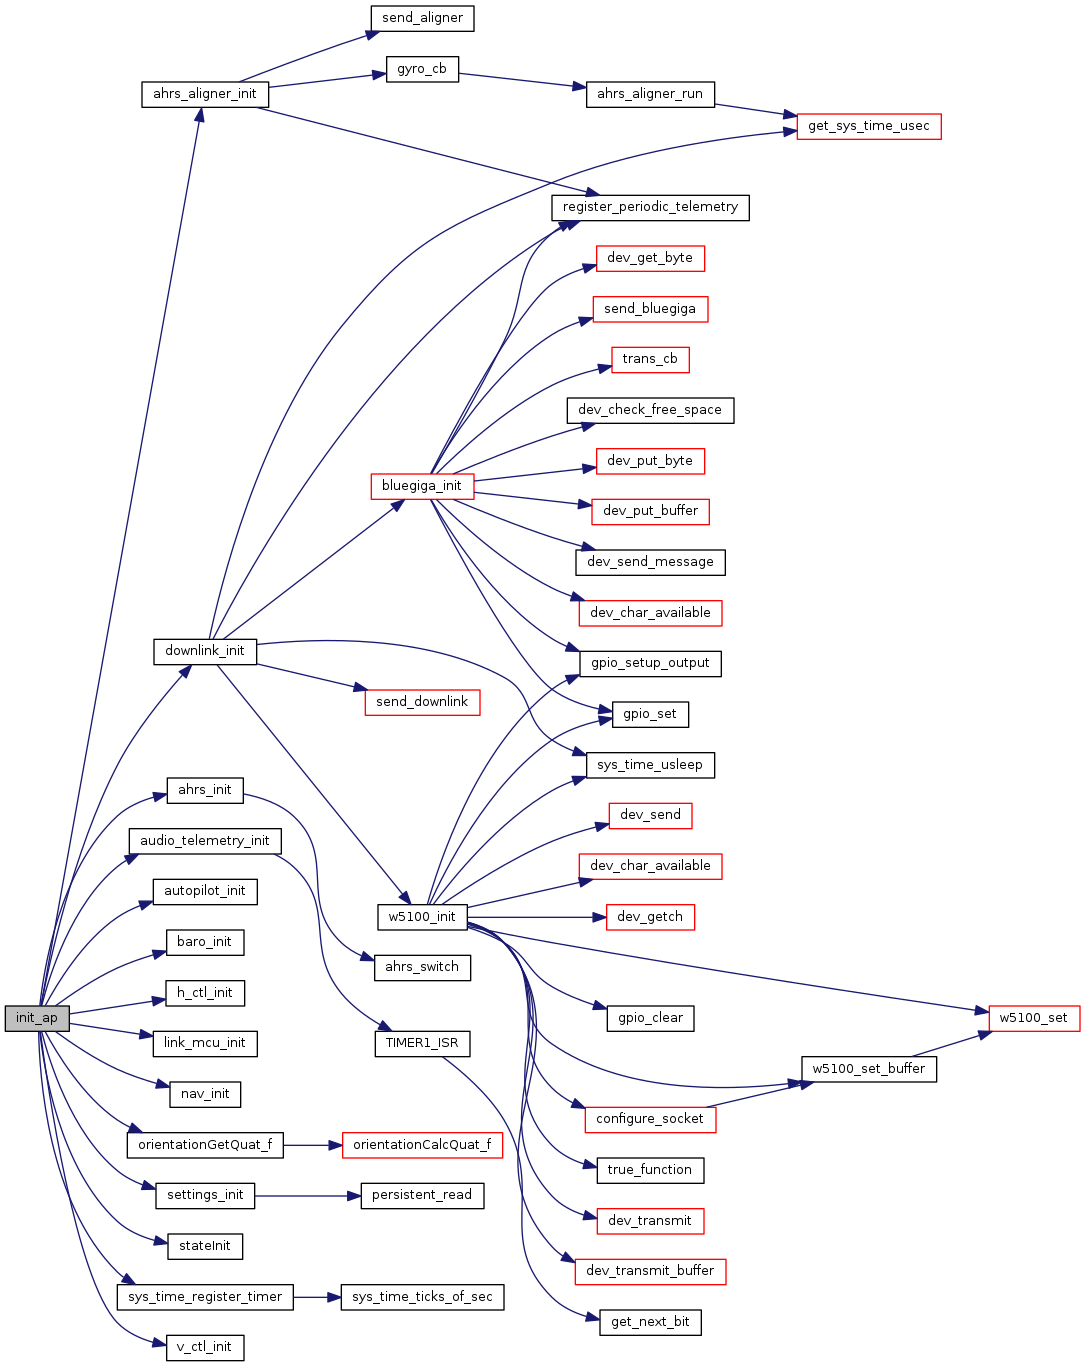 send_aligner
gyro_cb
ahrs_aligner_init
ahrs_aligner_run
get_sys_time_usec
register_periodic_telemetry
dev_get_byte
send_bluegiga
trans_cb
dev_check_free_space
dev_put_byte
bluegiga_init
dev_put_buffer
dev_send_message
dev_char_available
downlink_init
gpio_setup_output
send_downlink
gpio_set
sys_time_usleep
ahrs_init
dev_send
audio_telemetry_init
dev_char_available
autopilot_init
w5100_init
dev_getch
baro_init
ahrs_switch
h_ctl_init
init_ap
gpio_clear
w5100_set
link_mcu_init
TIMER1_ISR
w5100_set_buffer
nav_init
configure_socket
orientationGetQuat_f
orientationCalcQuat_f
true_function
settings_init
persistent_read
dev_transmit
stateInit
dev_transmit_buffer
sys_time_register_timer
sys_time_ticks_of_sec
get_next_bit
v_ctl_init